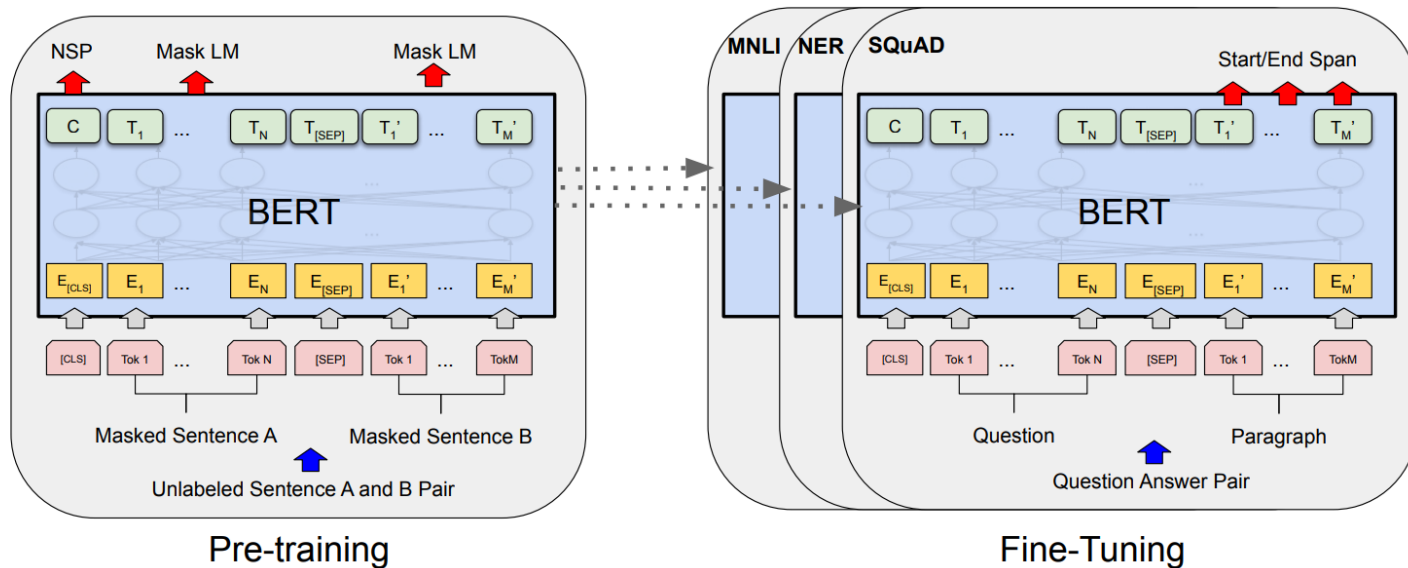 NSP Mask LM Mask LM
C T1 ... TN T[SEP] T1' ... TM'
...
BERT
...
E[CLS] E1 ... EN E[SEP] E1' ... EM'
[CLS] Tok 1 ... Tok N [SEP] Tok 1 ... TokM
Masked Sentence A Masked Sentence B
Unlabeled Sentence A and B Pair
Pre-training
MNLI NER SQuAD
Start/End Span
C T1 ... TN T[SEP] T1' ... TM'
...
BERT
...
E[CLS] E1 ... EN E[SEP] E1' ... EM'
[CLS] Tok 1 ... Tok N [SEP] Tok 1 ... TokM
Question Paragraph
Question Answer Pair
Fine-Tuning